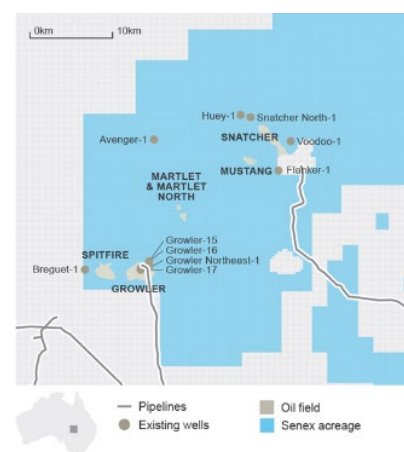 0km 10km
Huey-1
Snatcher North-1
SNATCHER
Avenger-1
Voodoo-1
MUSTANG
Flanker-1
MARTLET
& MARTLET
NORTH
Growler-15
SPITFIRE
Growler-16
Growler Northeast-1
Breguet-1
Growler-17
GROWLER
Pipelines
Oil field
Existing wells
Senex acreage